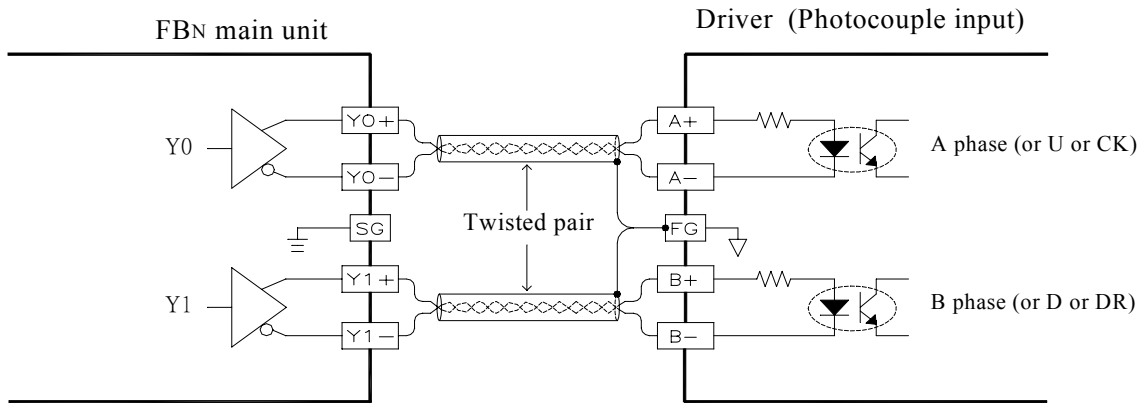 FBN main unit
Driver (Photocouple input)
Y0
Y0+
Y0-
SG
Y1
Y1+
Y1-
Twisted pair
A+
A-
FG
B+
B-
A phase (or U or CK)
B phase (or D or DR)